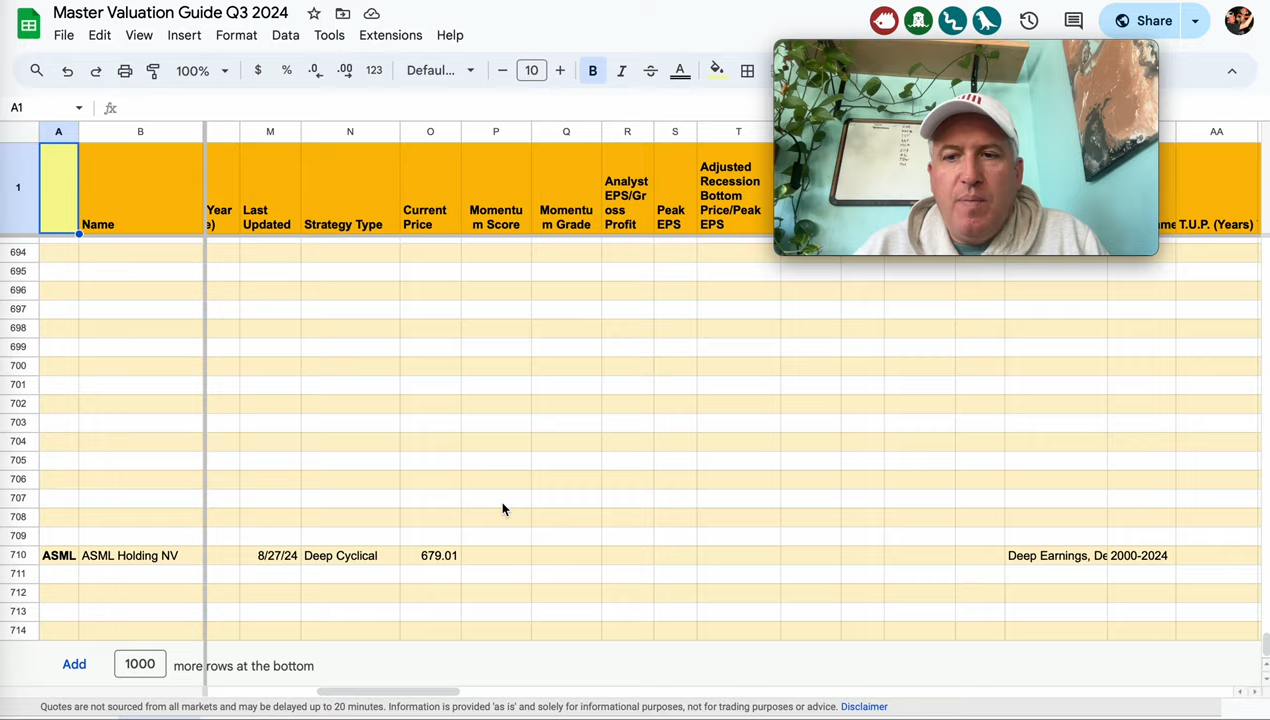 Master Valuation Guide Q3 2024
Share
File Edit View Insert Format Data Tools Extensions Help
100% $ % .0 .00 123 Defaul... − 10 + B I S A
A1 fx
A B M N O P Q R S T AA
1
Name
Year
e)
Last
Updated
Strategy Type
Current
Price
Momentu
m Score
Momentu
m Grade
Analyst
EPS/Gr
oss
Profit
Peak
EPS
Adjusted
Recession
Bottom
Price/Peak
EPS
T.U.P. (Years)
694
695
696
697
698
699
700
701
702
703
704
705
706
707
708
709
710 ASML ASML Holding NV 8/27/24 Deep Cyclical 679.01 Deep Earnings, De 2000-2024
711
712
713
714
Add 1000 more rows at the bottom
Quotes are not sourced from all markets and may be delayed up to 20 minutes. Information is provided 'as is' and solely for informational purposes, not for trading purposes or advice. Disclaimer